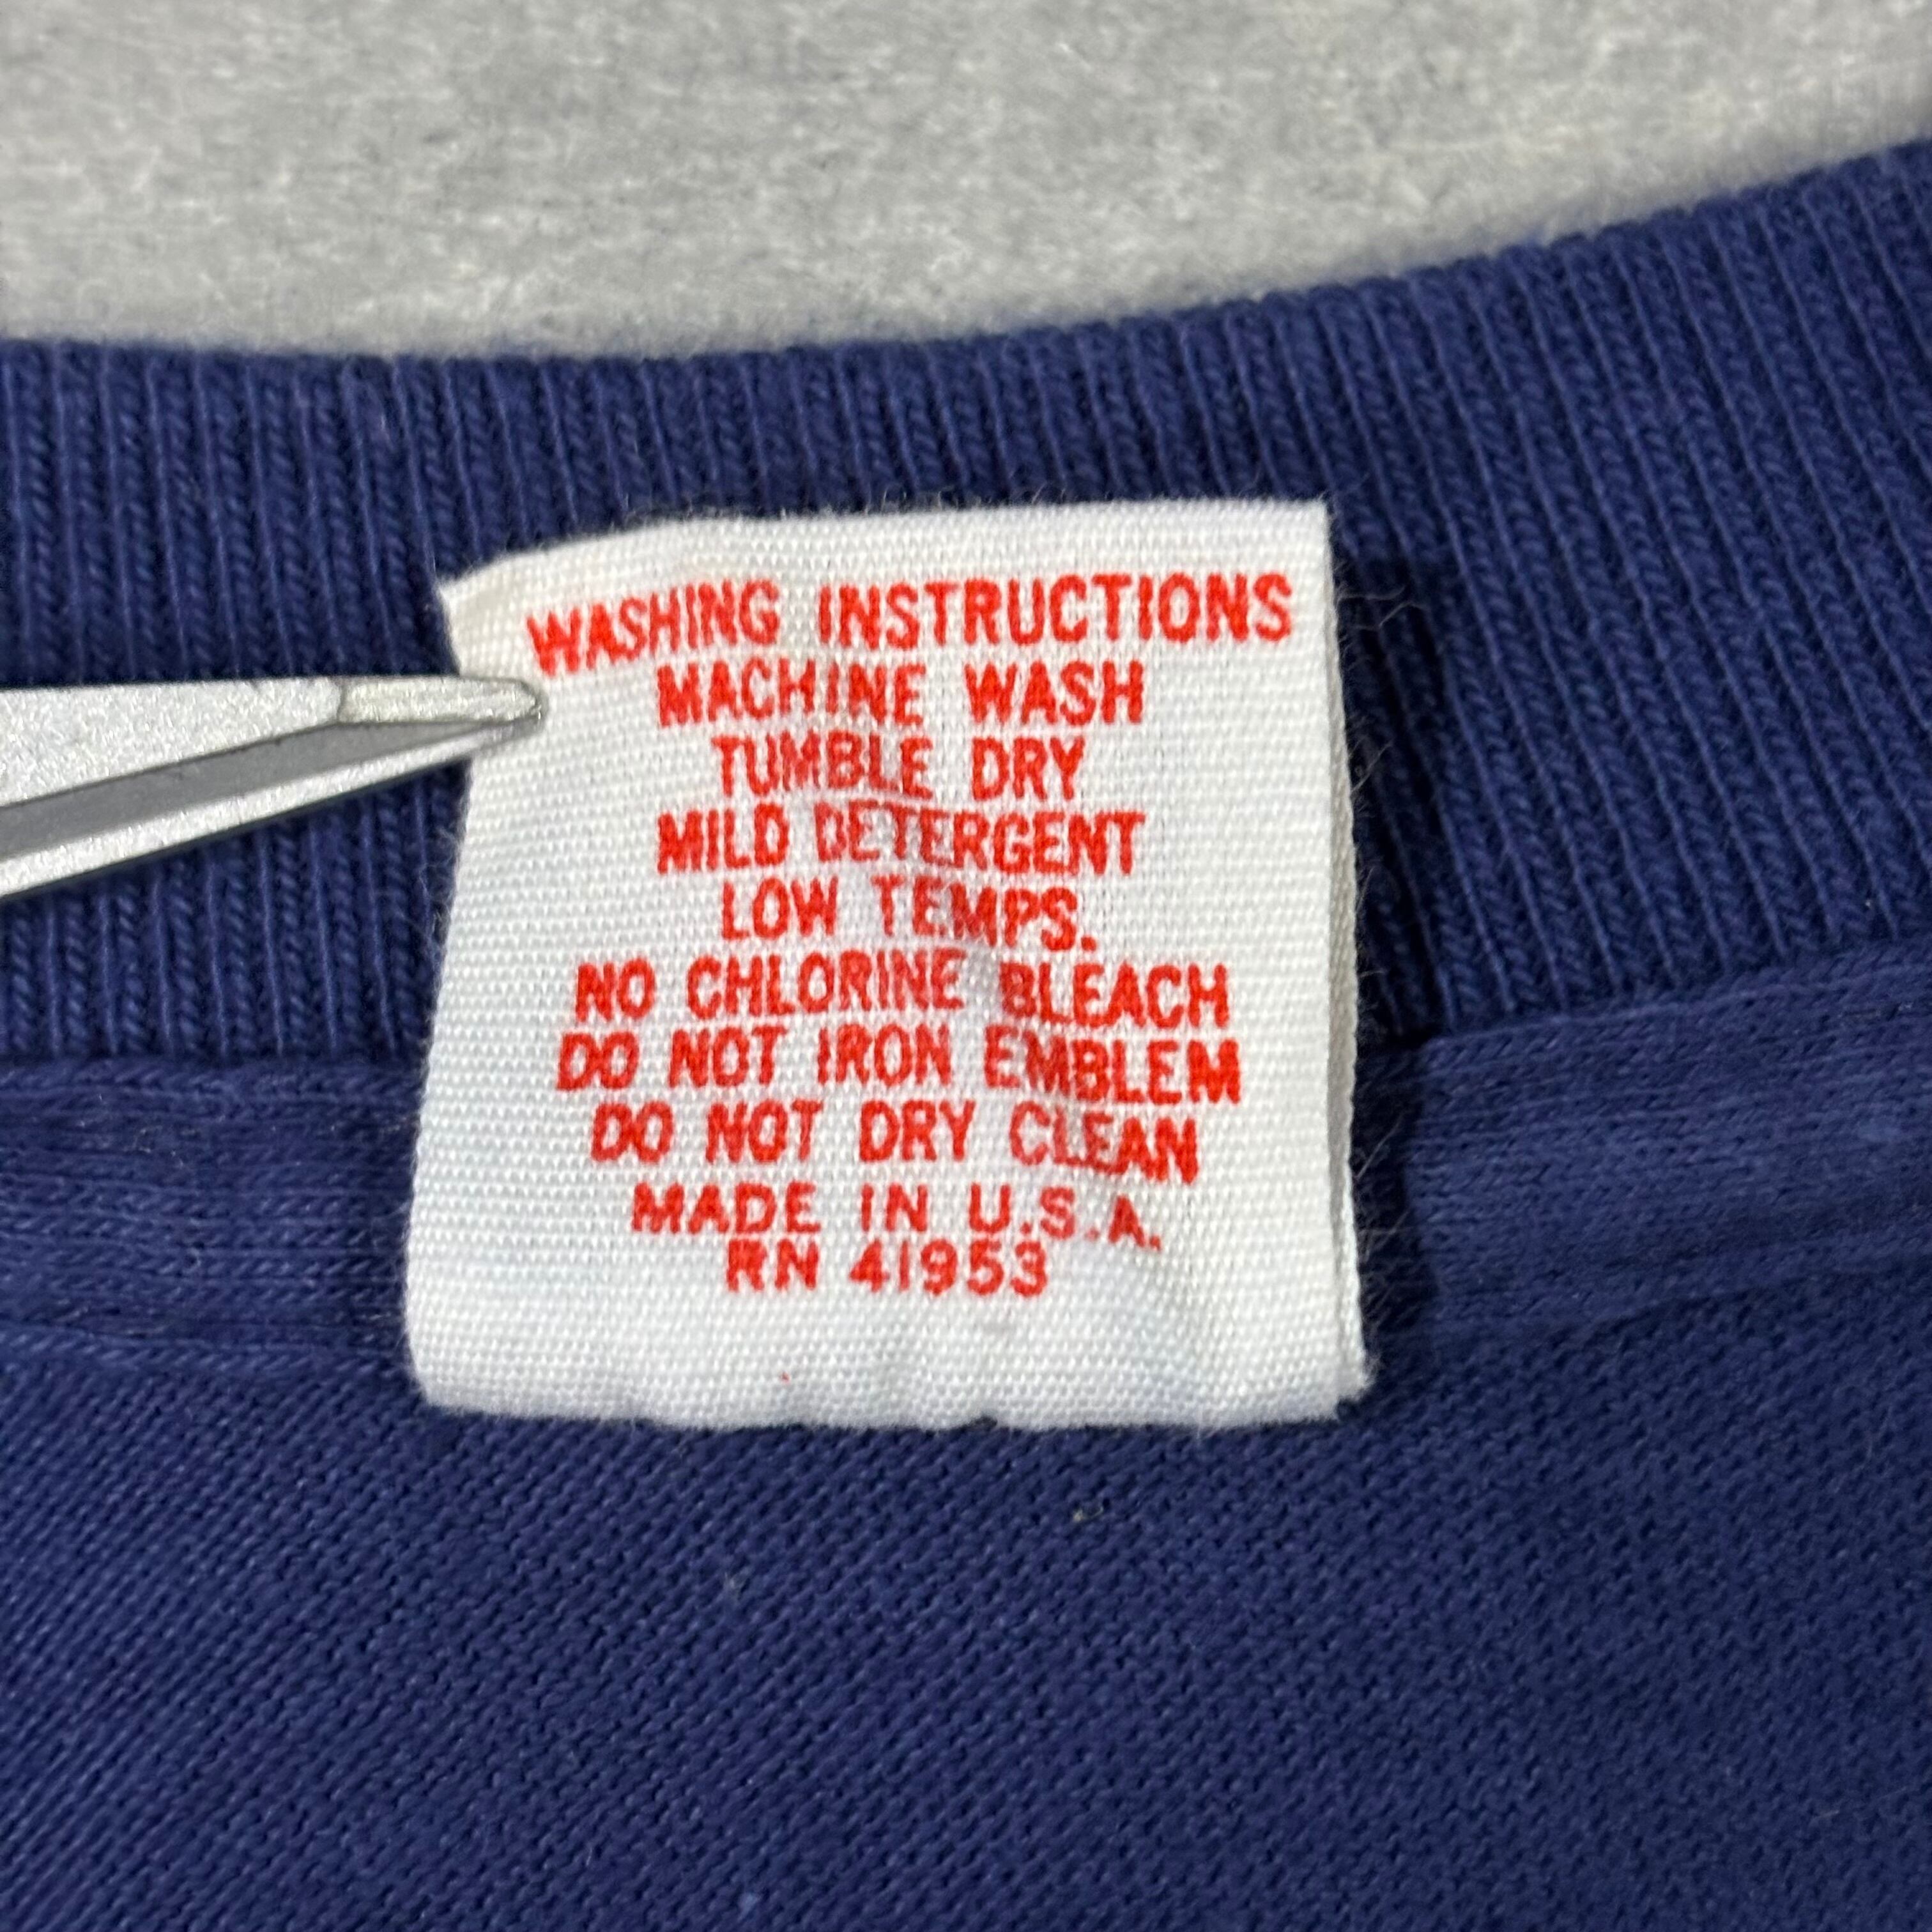 WASHING INSTRUCTIONS
MACHINE WASH
TUMBLE DRY
MILD DETERGENT
LOW TEMPS.
NO CHLORINE BLEACH
DO NOT IRON EMBLEM
DO NOT DRY CLEAN
MADE IN U.S.A.
RN 41953